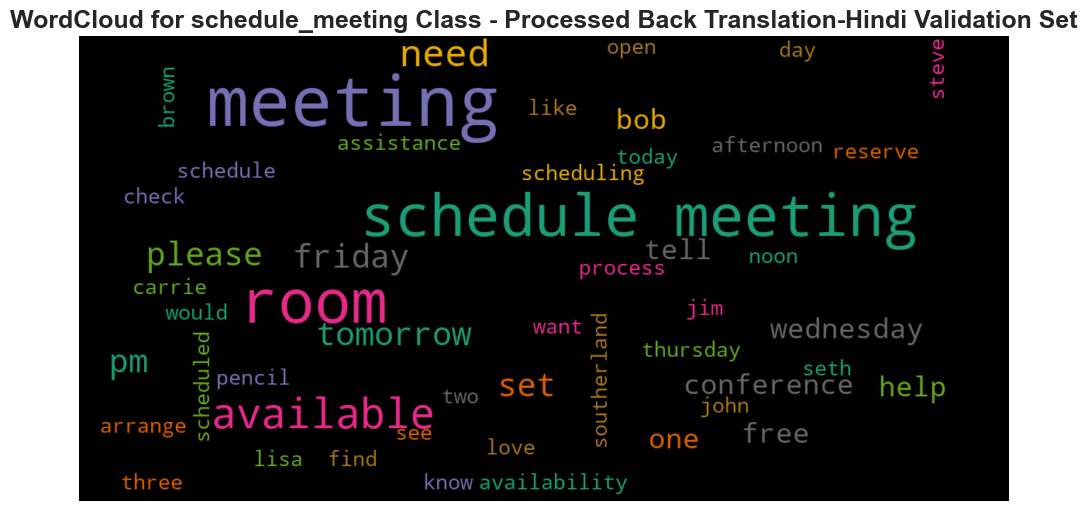 WordCloud for schedule_meeting Class - Processed Back Translation-Hindi Validation Set
need
open
day
steve
brown
meeting
like
bob
assistance
today
afternoon
reserve
schedule
scheduling
check
schedule meeting
please
friday
tell
noon
process
carrie
room
would
jim
tomorrow
want
southerland
wednesday
thursday
pm
scheduled
pencil
two
set
seth
conference
help
john
available
arrange
see
one
free
love
lisa
find
three
know
availability